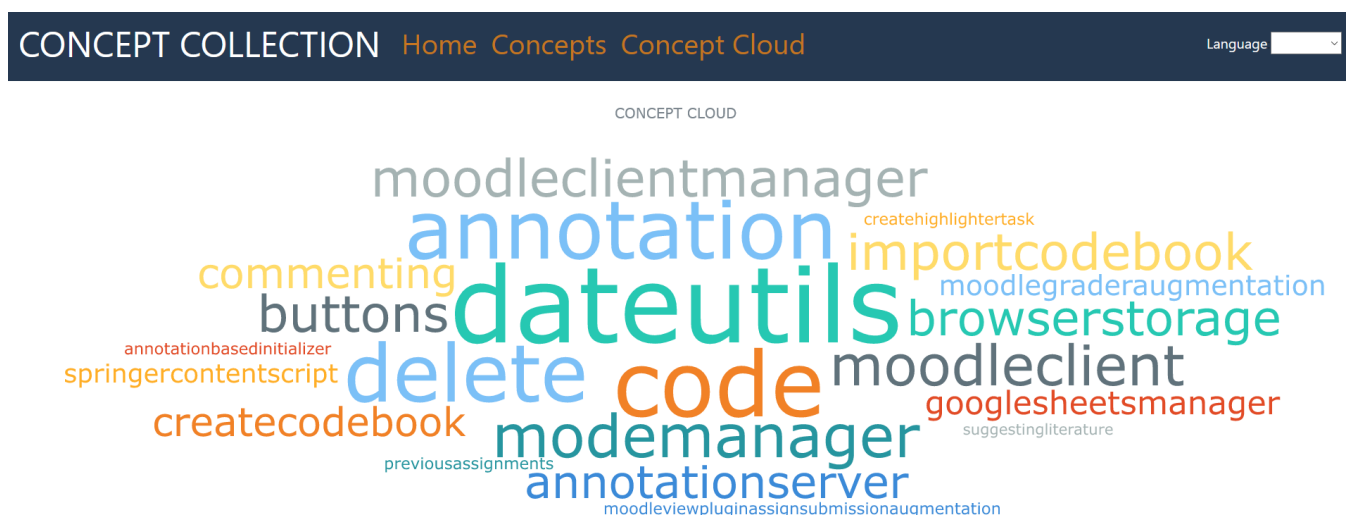 CONCEPT COLLECTION Home Concepts Concept Cloud Language
CONCEPT CLOUD
moodleclientmanager
annotation
createhighlightertask
importcodebook
commenting
moodlegraderaugmentation
dateutils
buttons
browserstorage
annotationbasedinitializer
delete
code
moodleclient
springercontentscript
googlesheetsmanager
createcodebook
modemanager
suggestingliterature
previousassignments
annotationserver
moodleviewpluginassignsubmissionaugmentation